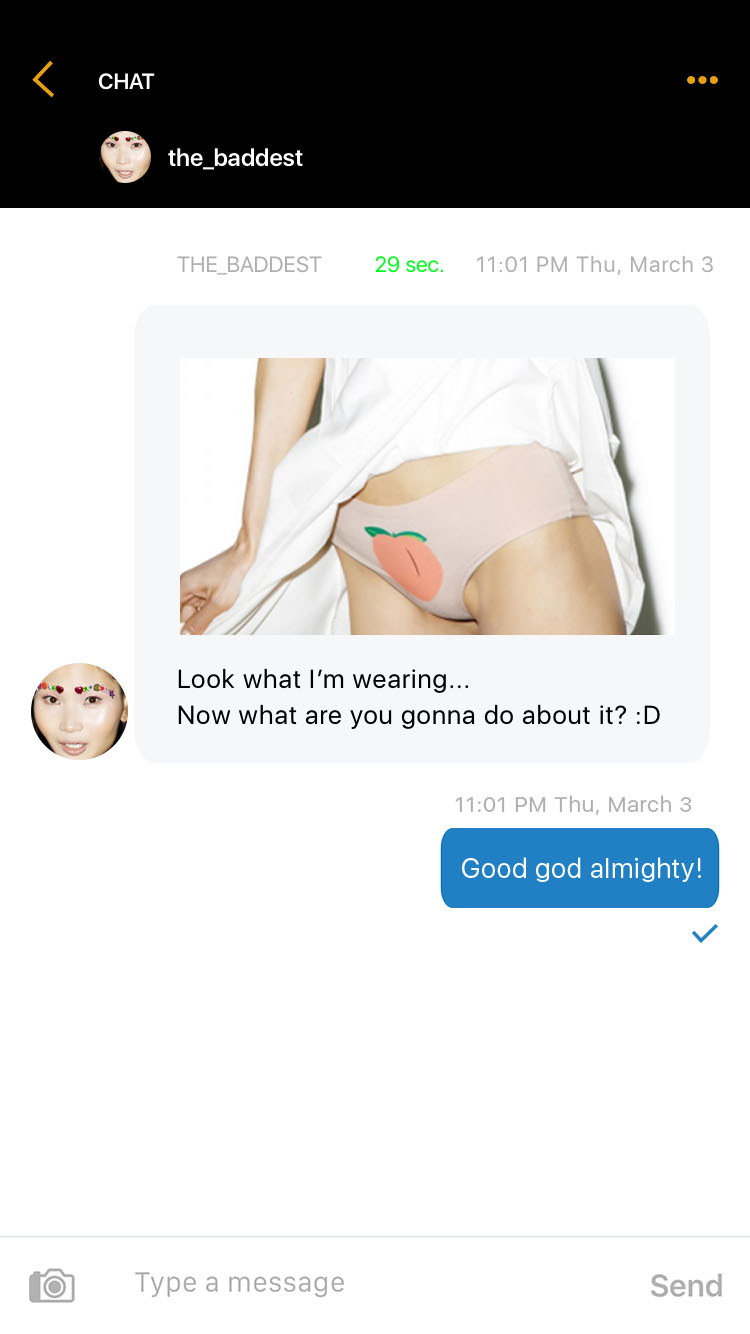 CHAT
the_baddest
THE_BADDEST 29 sec. 11:01 PM Thu, March 3
Look what I’m wearing...
Now what are you gonna do about it? :D
11:01 PM Thu, March 3
Good god almighty!
Type a message Send